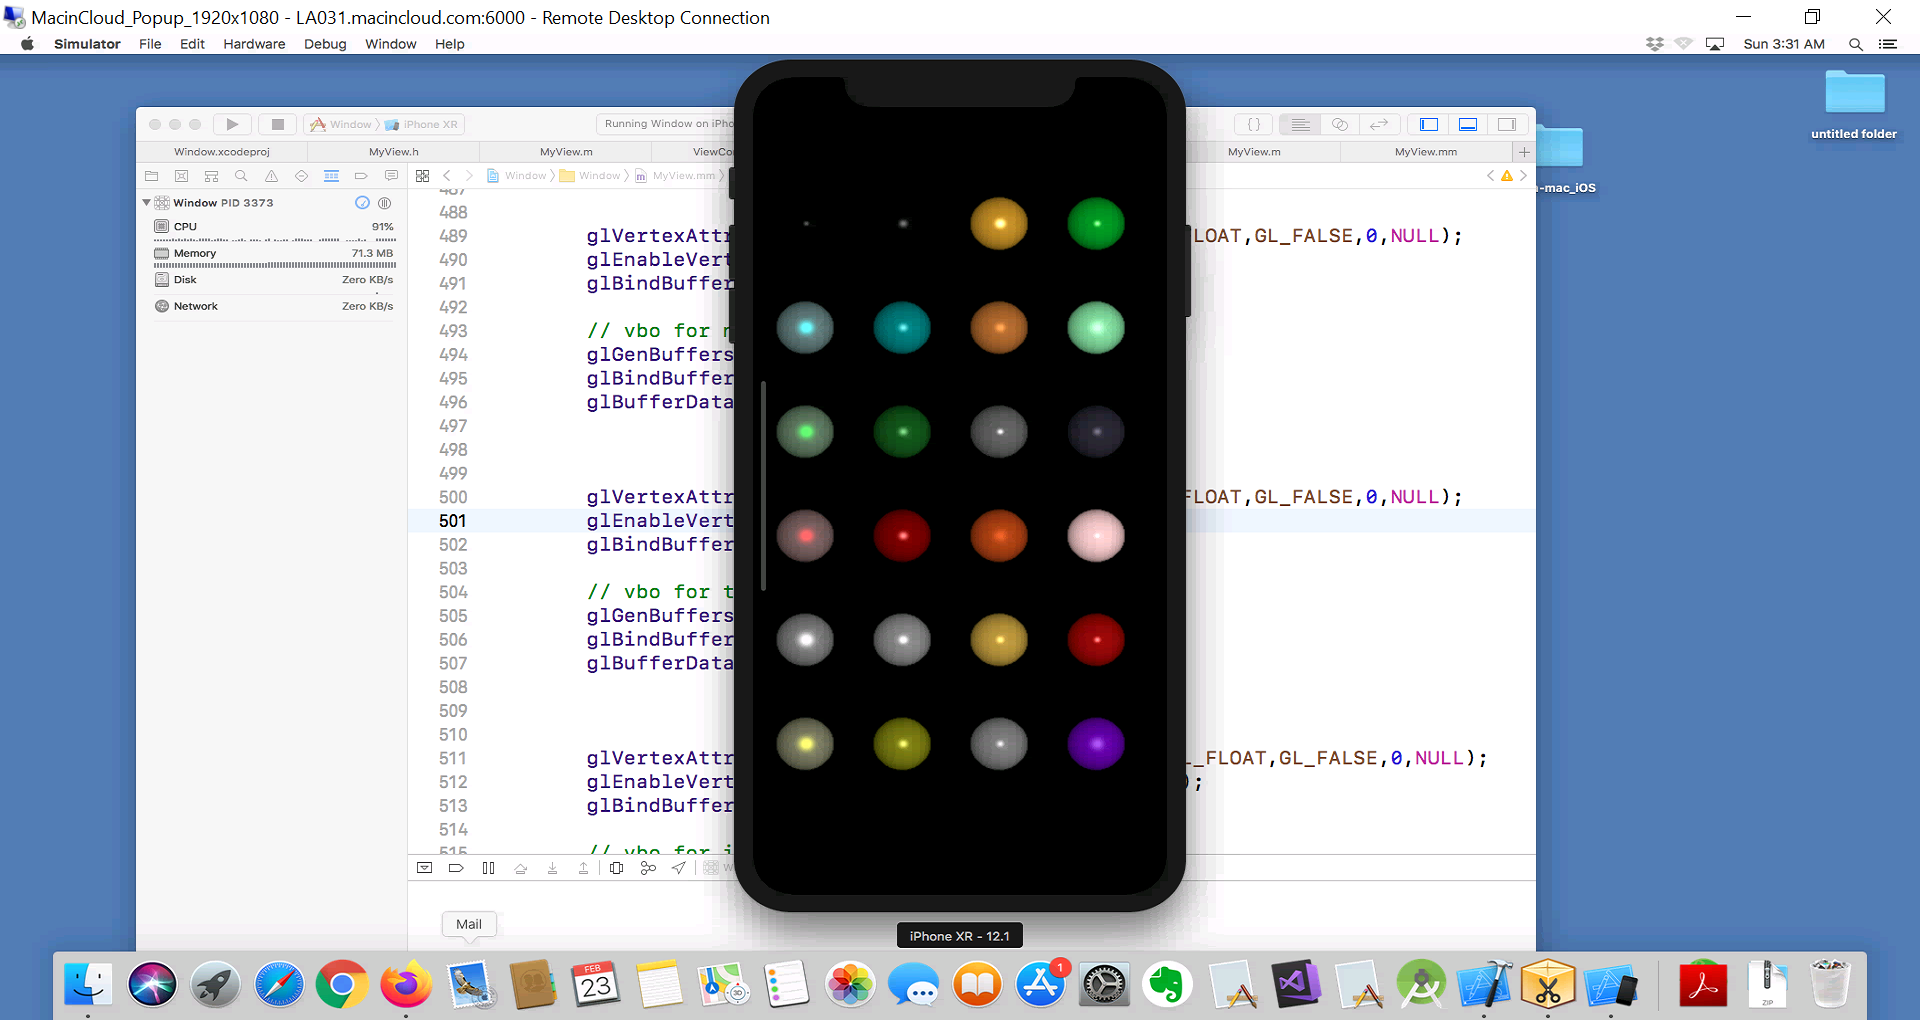 MacinCloud_Popup_1920x1080 - LA031.macincloud.com:6000 - Remote Desktop Connection
Simulator File Edit Hardware Debug Window Help Sun 3:31 AM
untitled folder
-mac_iOS
Window iPhone XR Running Window on iPho
Window.xcodeproj MyView.h MyView.m ViewCon MyView.m MyView.mm
Window Window MyView.mm
Window PID 3373
CPU 91%
Memory 71.3 MB
Disk Zero KB/s
Network Zero KB/s
487
488
489 glVertexAttr LOAT,GL_FALSE,0,NULL);
490 glEnableVert
491 glBindBuffer
492
493 // vbo for n
494 glGenBuffers
495 glBindBuffer
496 glBufferData
497
498
499
500 glVertexAttr FLOAT,GL_FALSE,0,NULL);
501 glEnableVert
502 glBindBuffer
503
504 // vbo for t
505 glGenBuffers
506 glBindBuffer
507 glBufferData
508
509
510
511 glVertexAttr L_FLOAT,GL_FALSE,0,NULL);
512 glEnableVert );
513 glBindBuffer
514
515 // vbo for i
W
Mail
iPhone XR - 12.1
FEB
23
3D
1
ZIP